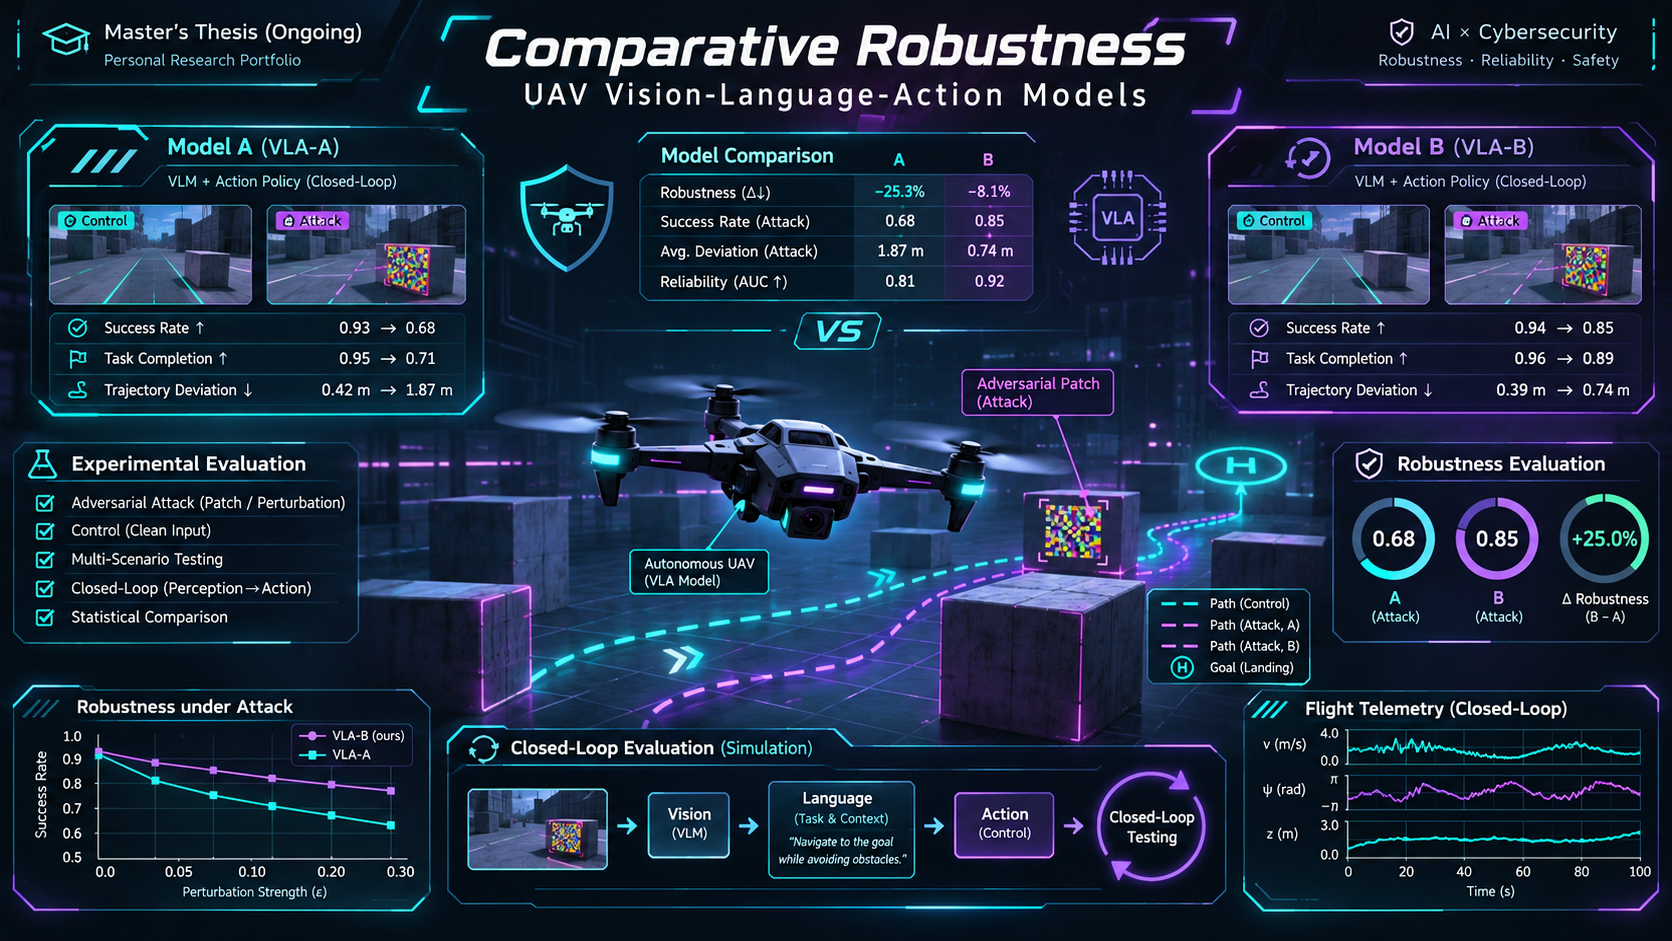 Master's Thesis (Ongoing)
Personal Research Portfolio
Comparative Robustness
UAV Vision-Language-Action Models
AI × Cybersecurity
Robustness · Reliability · Safety
Model A (VLA-A)
VLM + Action Policy (Closed-Loop)
Control
Attack
Success Rate ↑ 0.93 → 0.68
Task Completion ↑ 0.95 → 0.71
Trajectory Deviation ↓ 0.42 m → 1.87 m
Model Comparison A B
Robustness (Δ↓) −25.3% −8.1%
Success Rate (Attack) 0.68 0.85
Avg. Deviation (Attack) 1.87 m 0.74 m
Reliability (AUC ↑) 0.81 0.92
VLA
VS
Model B (VLA-B)
VLM + Action Policy (Closed-Loop)
Control
Attack
Success Rate ↑ 0.94 → 0.85
Task Completion ↑ 0.96 → 0.89
Trajectory Deviation ↓ 0.39 m → 0.74 m
Adversarial Patch
(Attack)
Autonomous UAV
(VLA Model)
H
Experimental Evaluation
Adversarial Attack (Patch / Perturbation)
Control (Clean Input)
Multi-Scenario Testing
Closed-Loop (Perception→Action)
Statistical Comparison
Path (Control)
Path (Attack, A)
Path (Attack, B)
H Goal (Landing)
Robustness Evaluation
0.68 0.85 +25.0%
A B Δ Robustness
(Attack) (Attack) (B – A)
Robustness under Attack
VLA-B (ours)
VLA-A
Success Rate
1.0
0.9
0.8
0.7
0.6
0.5
0.0 0.05 0.10 0.20 0.30
Perturbation Strength (ε)
Closed-Loop Evaluation (Simulation)
Vision
(VLM)
Language
(Task & Context)
"Navigate to the goal
while avoiding obstacles."
Action
(Control)
Closed-Loop
Testing
Flight Telemetry (Closed-Loop)
v (m/s) 4.0
0.0
ψ (rad) π
−π
z (m) 3.0
0.0
0 20 40 60 80 100
Time (s)